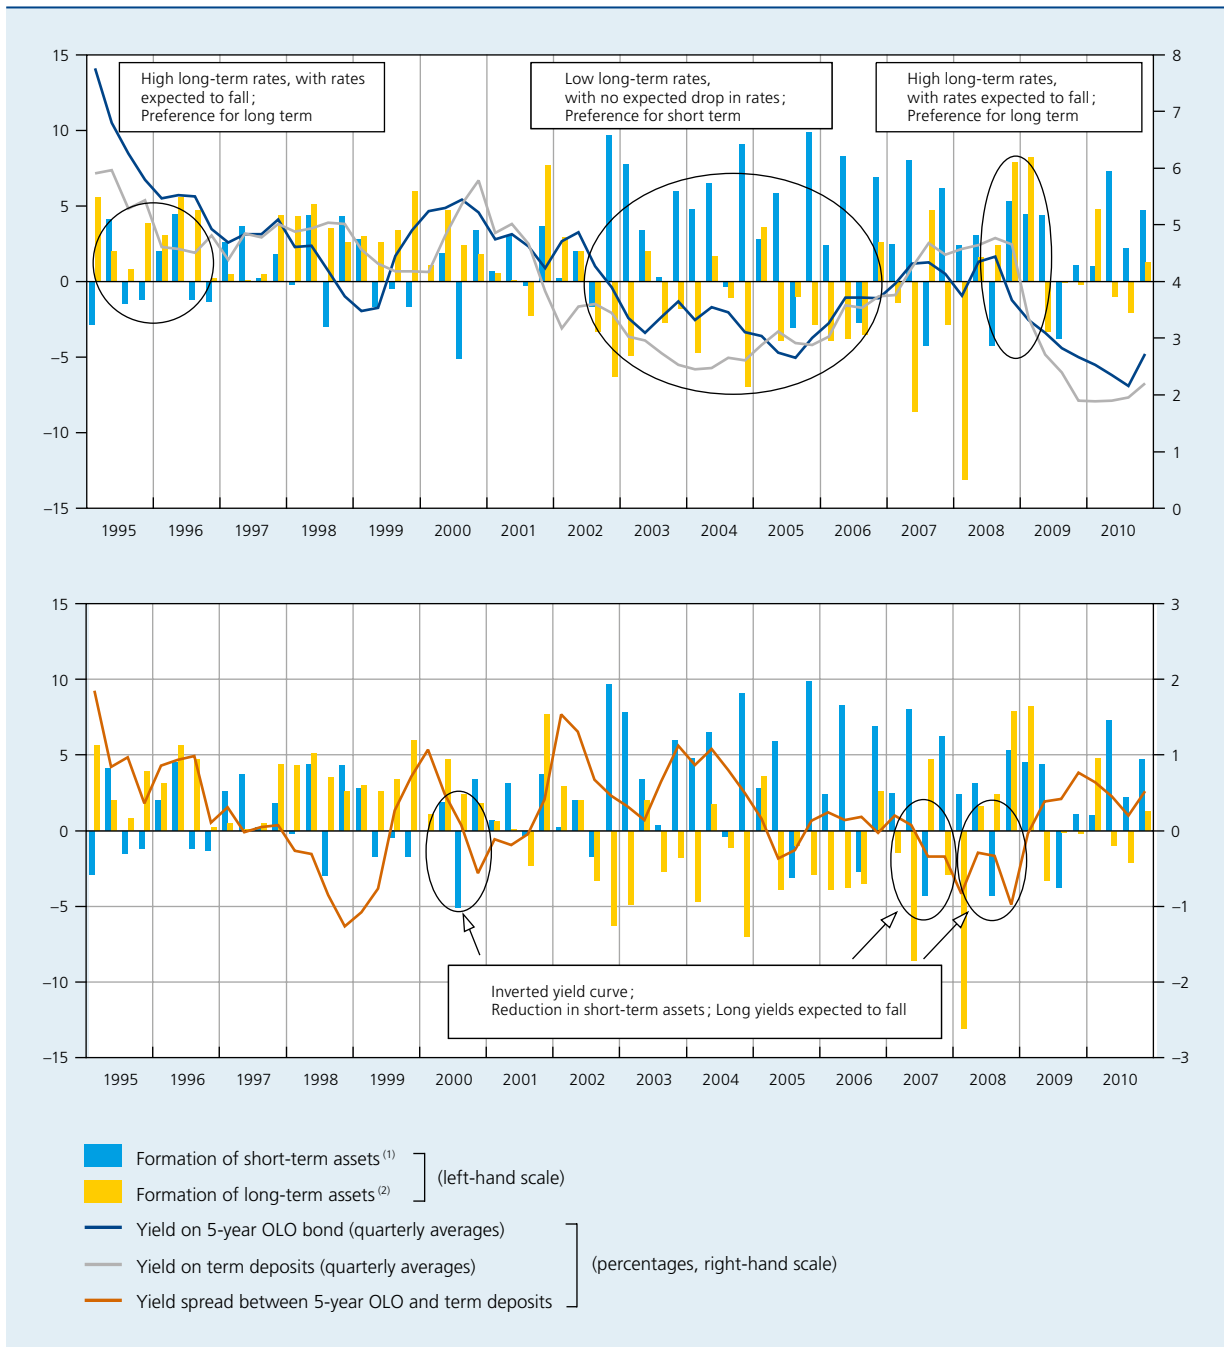 15
10
5
0
–5
–10
–15
8
7
6
5
4
3
2
1
0
High long-term rates, with rates
expected to fall ;
Preference for long term
Low long-term rates,
with no expected drop in rates ;
Preference for short term
High long-term rates,
with rates expected to fall ;
Preference for long term
1995 1996 1997 1998 1999 2000 2001 2002 2003 2004 2005 2006 2007 2008 2009 2010
15
10
5
0
–5
–10
–15
3
2
1
0
–1
–2
–3
Inverted yield curve ;
Reduction in short-term assets ; Long yields expected to fall
1995 1996 1997 1998 1999 2000 2001 2002 2003 2004 2005 2006 2007 2008 2009 2010
Formation of short-term assets (1)
Formation of long-term assets (2)
(left-hand scale)
Yield on 5-year OLO bond (quarterly averages)
Yield on term deposits (quarterly averages)
Yield spread between 5-year OLO and term deposits
(percentages, right-hand scale)